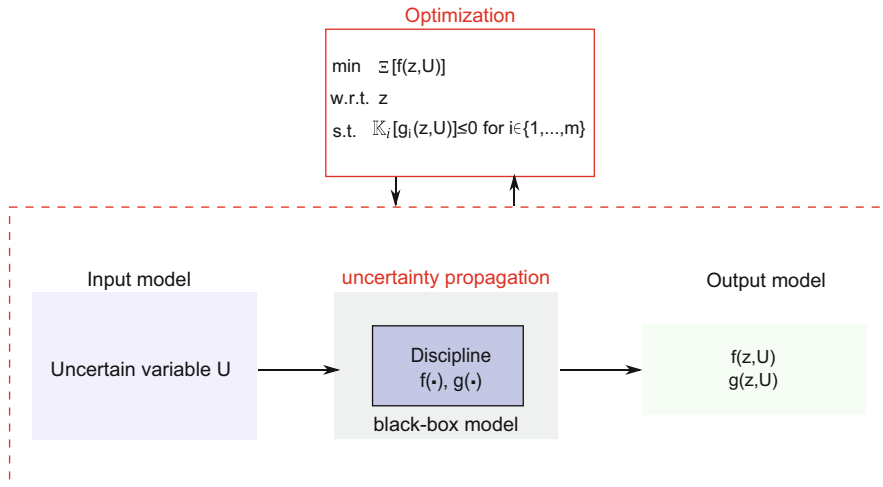 Optimization
min Ξ[f(z,U)]
w.r.t. z
s.t. 𝕂ᵢ[gᵢ(z,U)]≤0 for i∈{1,...,m}
Input model
uncertainty propagation
Output model
Uncertain variable U
Discipline
f(▪), g(▪)
black-box model
f(z,U)
g(z,U)